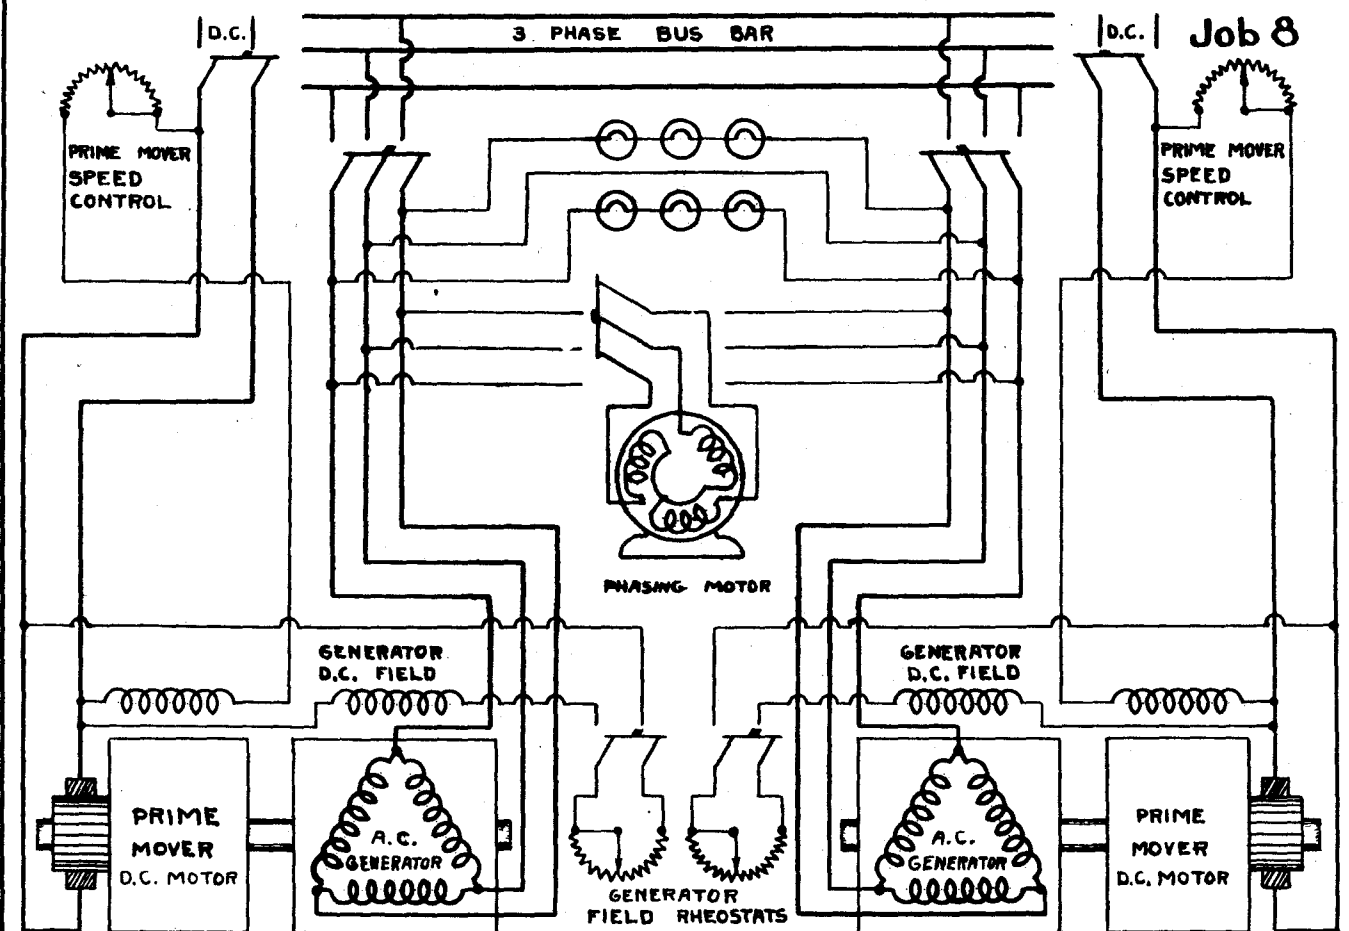 D.C.
3 PHASE BUS BAR
D.C.
Job 8
PRIME MOVER
SPEED
CONTROL
PRIME MOVER
SPEED
CONTROL
PHASING MOTOR
GENERATOR
D.C. FIELD
GENERATOR
D.C. FIELD
PRIME
MOVER
D.C. MOTOR
A.C.
GENERATOR
GENERATOR
FIELD RHEOSTATS
A.C.
GENERATOR
PRIME
MOVER
D.C. MOTOR